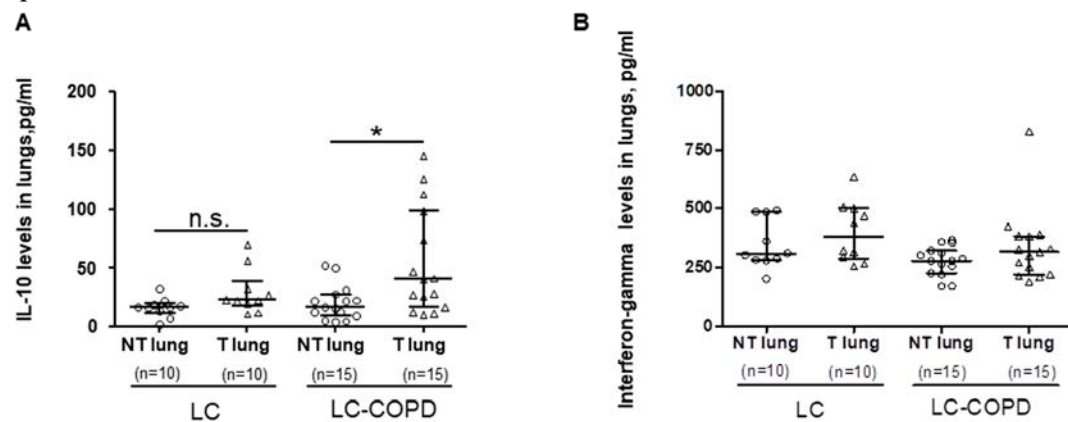 A
IL-10 levels in lungs,pg/ml
200
150
100
50
0
n.s.
*
NT lung T lung NT lung T lung
(n=10) (n=10) (n=15) (n=15)
LC LC-COPD
B
Interferon-gamma levels in lungs, pg/ml
1000
750
500
250
0
NT lung T lung NT lung T lung
(n=10) (n=10) (n=15) (n=15)
LC LC-COPD